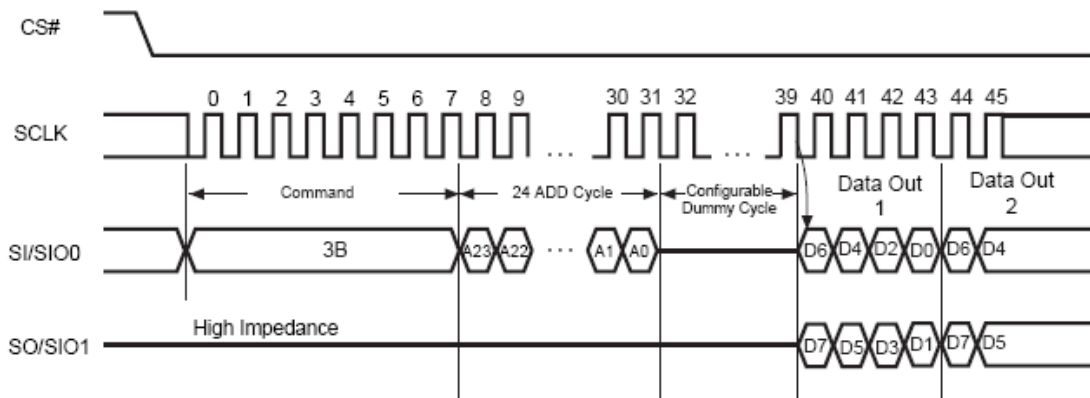 CS#
0 1 2 3 4 5 6 7 8 9 30 31 32 39 40 41 42 43 44 45
SCLK
... ...
Command 24 ADD Cycle Configurable Dummy Cycle Data Out 1 Data Out 2
SI/SIO0 3B A23 A22 ... A1 A0 D6 D4 D2 D0 D6 D4
High Impedance
SO/SIO1 D7 D5 D3 D1 D7 D5